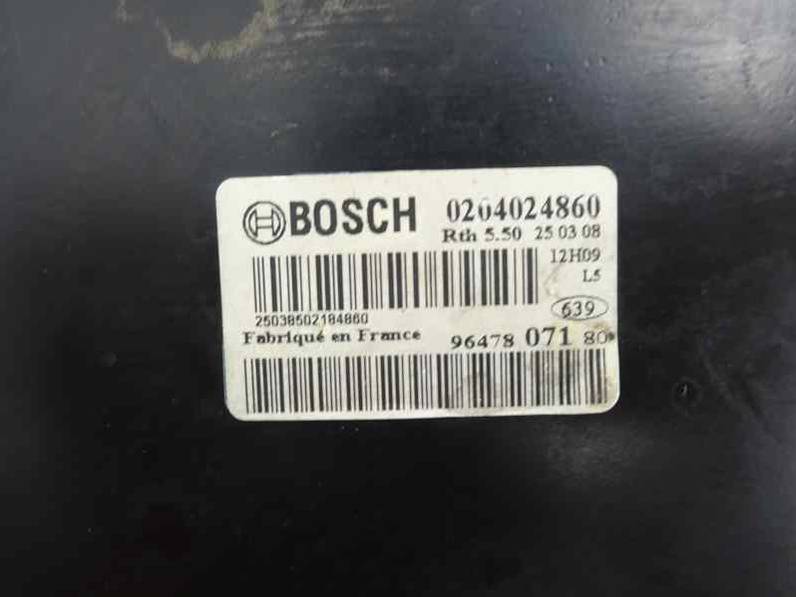 BOSCH 0204024860
Rth 5.50 25 03 08
12H09
L5
25038502184860
639
Fabriqué en France 96478 071 80